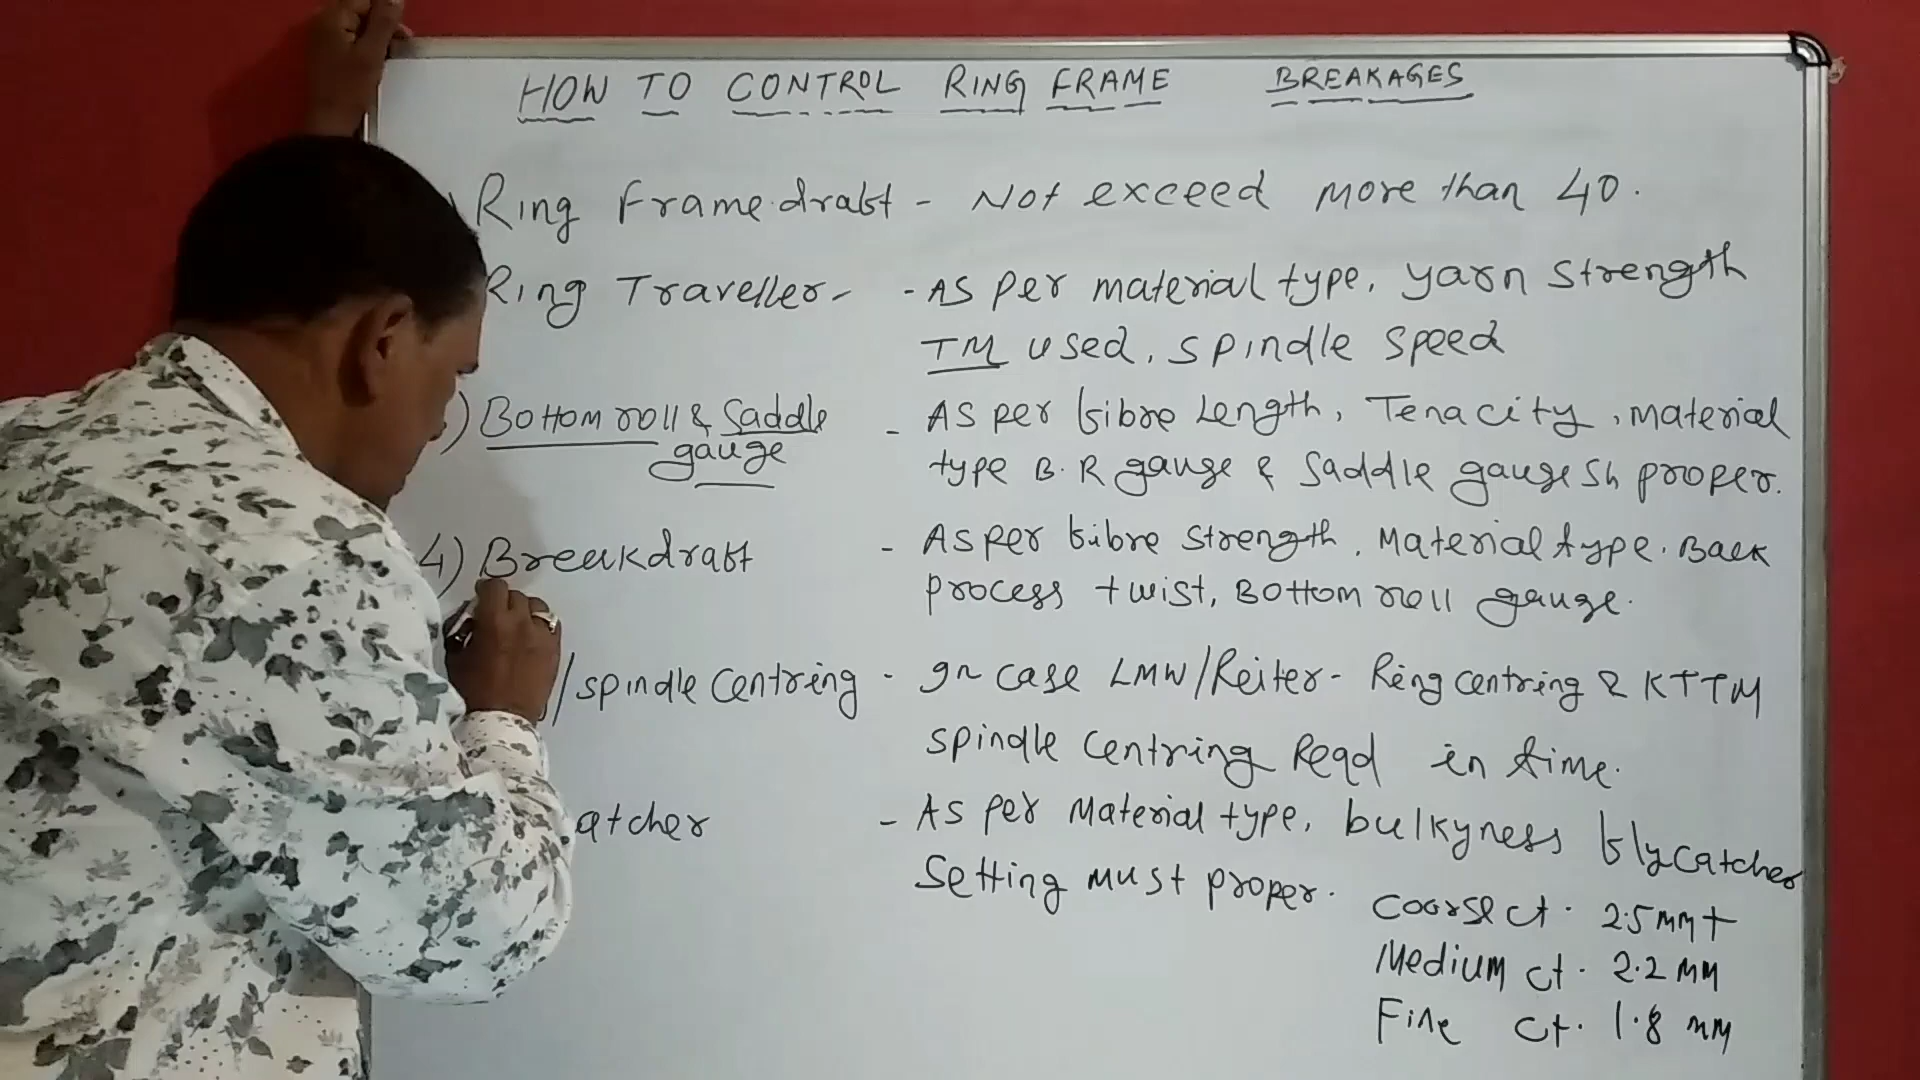 HOW TO CONTROL RING FRAME BREAKAGES
Ring Frame draft - Not exceed more than 40.
Ring Traveller - - As per material type, yarn strength
TM used, spindle speed
) Bottom roll & Saddle - As per fibre Length, Tenacity, Material
gauge type B.R gauge & Saddle gauge Sh proper.
4) Breakdraft - As per fibre strength, Material type. Back
process twist, Bottom roll gauge.
/spindle Centring - In case LMW/Reiter - Ring centring & KTTM
spindle Centring Reqd in time.
atcher - As per Material type, bulkyness flycatcher
Setting must proper.
Coarse ct. 2.5 mm+
Medium ct. 2.2 mm
Fine ct. 1.8 mm